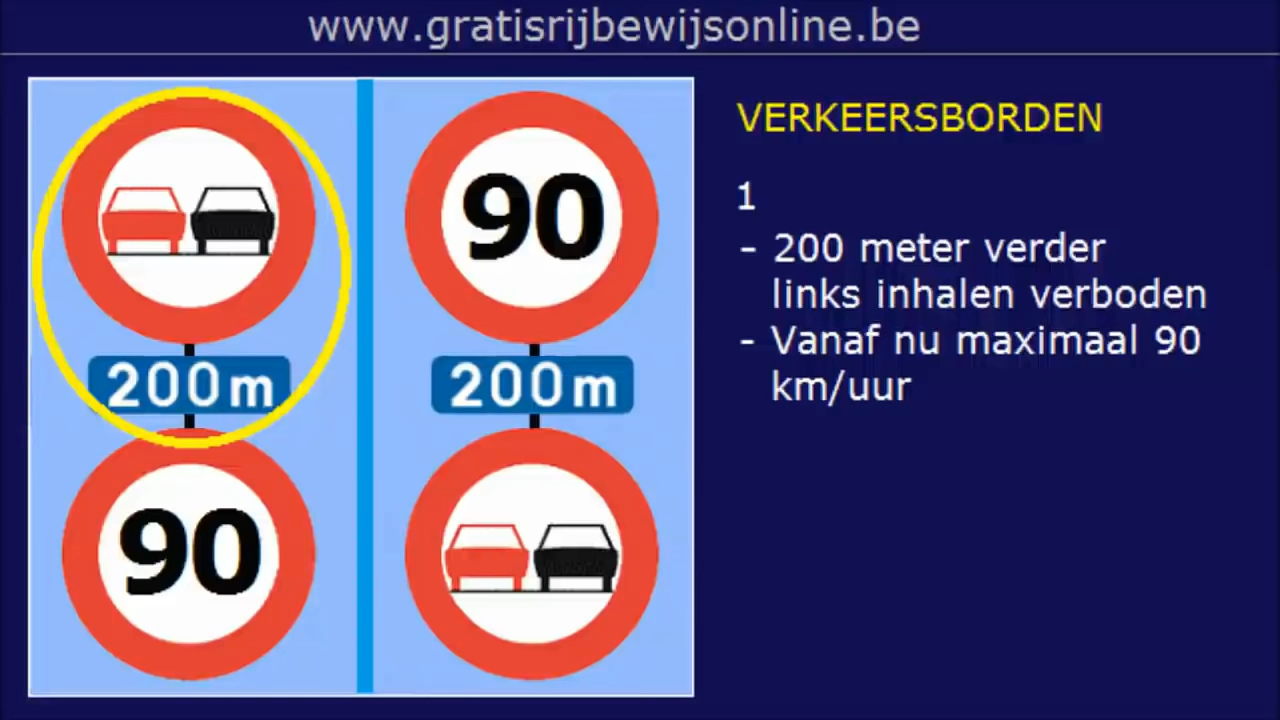 www.gratisrijbewijsonline.be
200m
90
90
200m
VERKEERSBORDEN
1
- 200 meter verder
links inhalen verboden
- Vanaf nu maximaal 90
km/uur